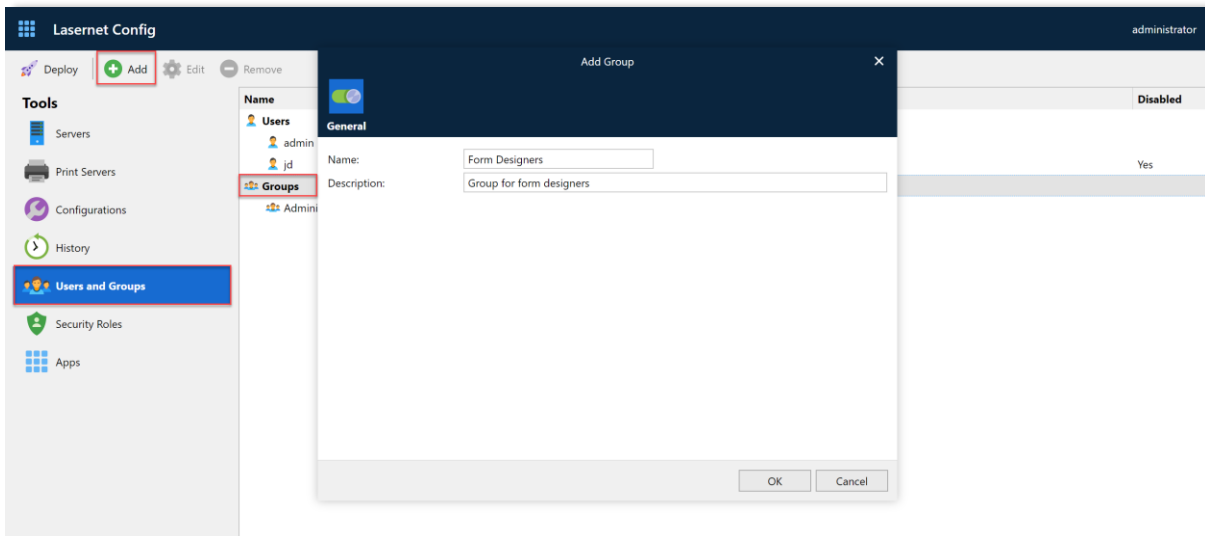 Lasernet Config
administrator
Deploy
Add
Edit
Remove
Tools
Servers
Print Servers
Configurations
History
Users and Groups
Security Roles
Apps
Name
Disabled
Users
admin
jd
Yes
Groups
Admini
Add Group
General
Name:
Form Designers
Description:
Group for form designers
OK
Cancel